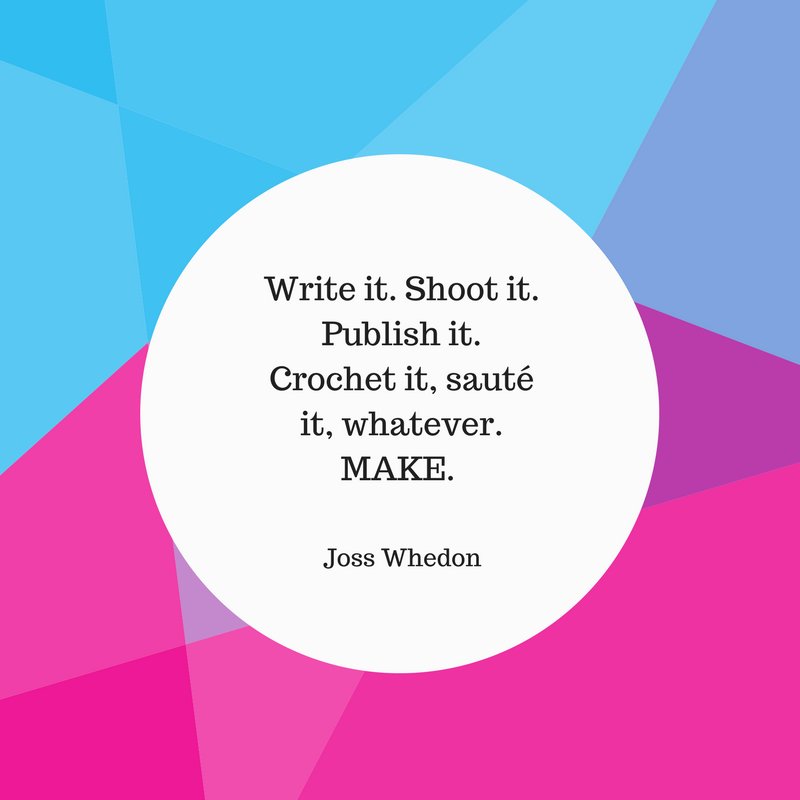 Write it. Shoot it.
Publish it.
Crochet it, sauté
it, whatever.
MAKE.
Joss Whedon